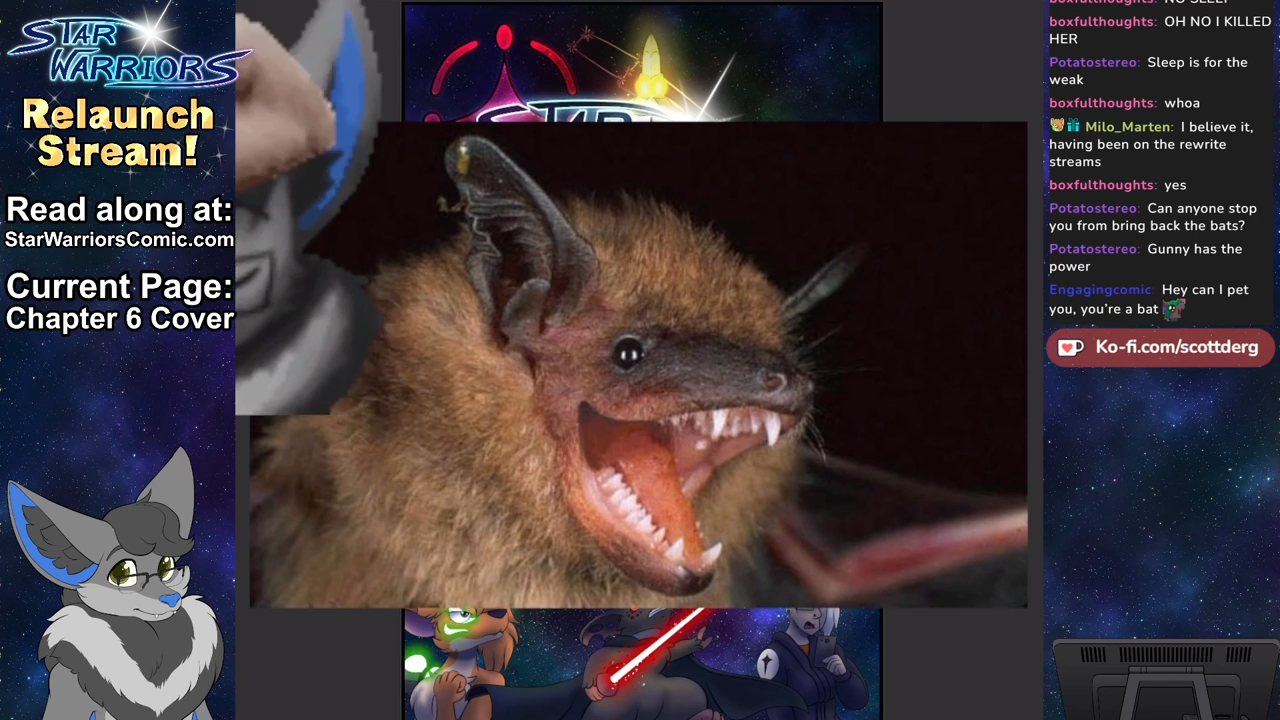 STAR
WARRIORS
Relaunch
Stream!
Read along at:
StarWarriorsComic.com
Current Page:
Chapter 6 Cover
boxfulthoughts: OH NO I KILLED
HER
Potatostereo: Sleep is for the
weak
boxfulthoughts: whoa
Milo_Marten: I believe it,
having been on the rewrite
streams
boxfulthoughts: yes
Potatostereo: Can anyone stop
you from bring back the bats?
Potatostereo: Gunny has the
power
Engagingcomic: Hey can I pet
you, you're a bat
Ko-fi.com/scottderg